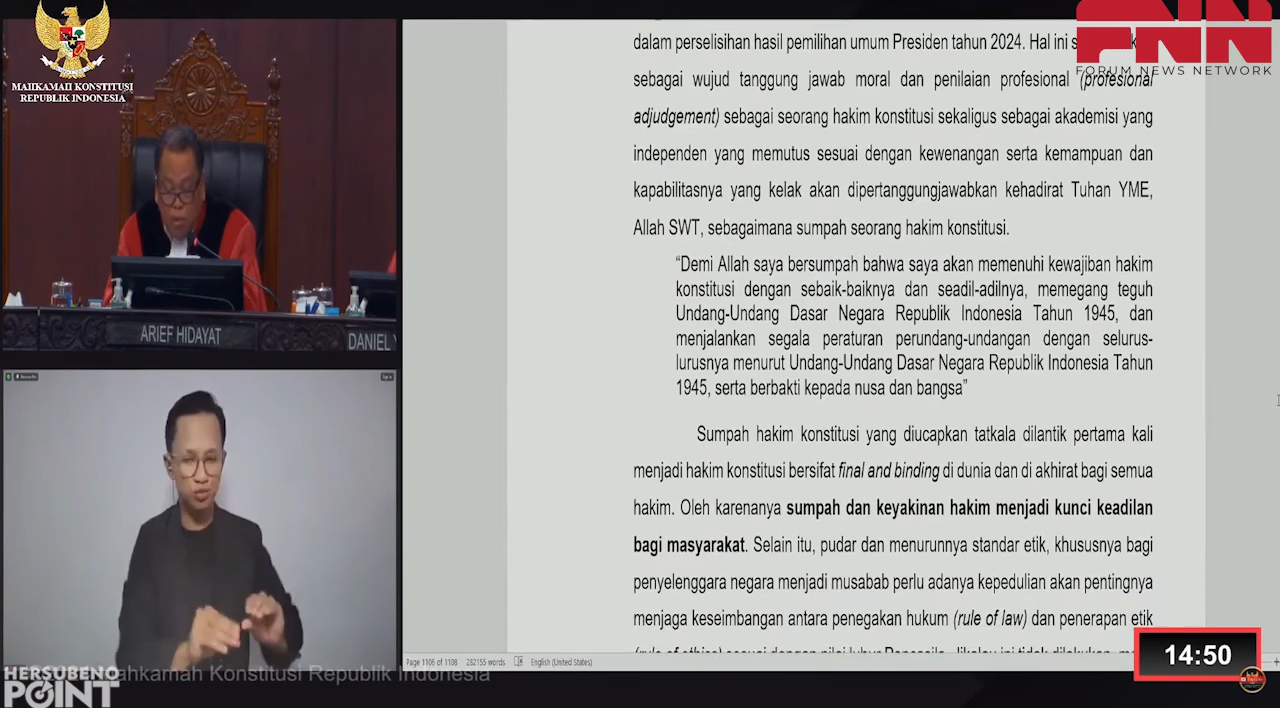 MAHKAMAH KONSTITUSI
REPUBLIK INDONESIA
ARIEF HIDAYAT
DANIEL
FNN
FORUM NEWS NETWORK
dalam perselisihan hasil pemilihan umum Presiden tahun 2024. Hal ini
sebagai wujud tanggung jawab moral dan penilaian profesional (profesional
adjudgement) sebagai seorang hakim konstitusi sekaligus sebagai akademisi yang
independen yang memutus sesuai dengan kewenangan serta kemampuan dan
kapabilitasnya yang kelak akan dipertanggungjawabkan kehadirat Tuhan YME,
Allah SWT, sebagaimana sumpah seorang hakim konstitusi.
“Demi Allah saya bersumpah bahwa saya akan memenuhi kewajiban hakim
konstitusi dengan sebaik-baiknya dan seadil-adilnya, memegang teguh
Undang-Undang Dasar Negara Republik Indonesia Tahun 1945, dan
menjalankan segala peraturan perundang-undangan dengan selurus-
lurusnya menurut Undang-Undang Dasar Negara Republik Indonesia Tahun
1945, serta berbakti kepada nusa dan bangsa”
Sumpah hakim konstitusi yang diucapkan tatkala dilantik pertama kali
menjadi hakim konstitusi bersifat final and binding di dunia dan di akhirat bagi semua
hakim. Oleh karenanya sumpah dan keyakinan hakim menjadi kunci keadilan
bagi masyarakat. Selain itu, pudar dan menurunnya standar etik, khususnya bagi
penyelenggara negara menjadi musabab perlu adanya kepedulian akan pentingnya
menjaga keseimbangan antara penegakan hukum (rule of law) dan penerapan etik
Page 1106 of 1108 282155 words English (United States)
14:50
HERSUBENO
POINT
Mahkamah Konstitusi Republik Indonesia